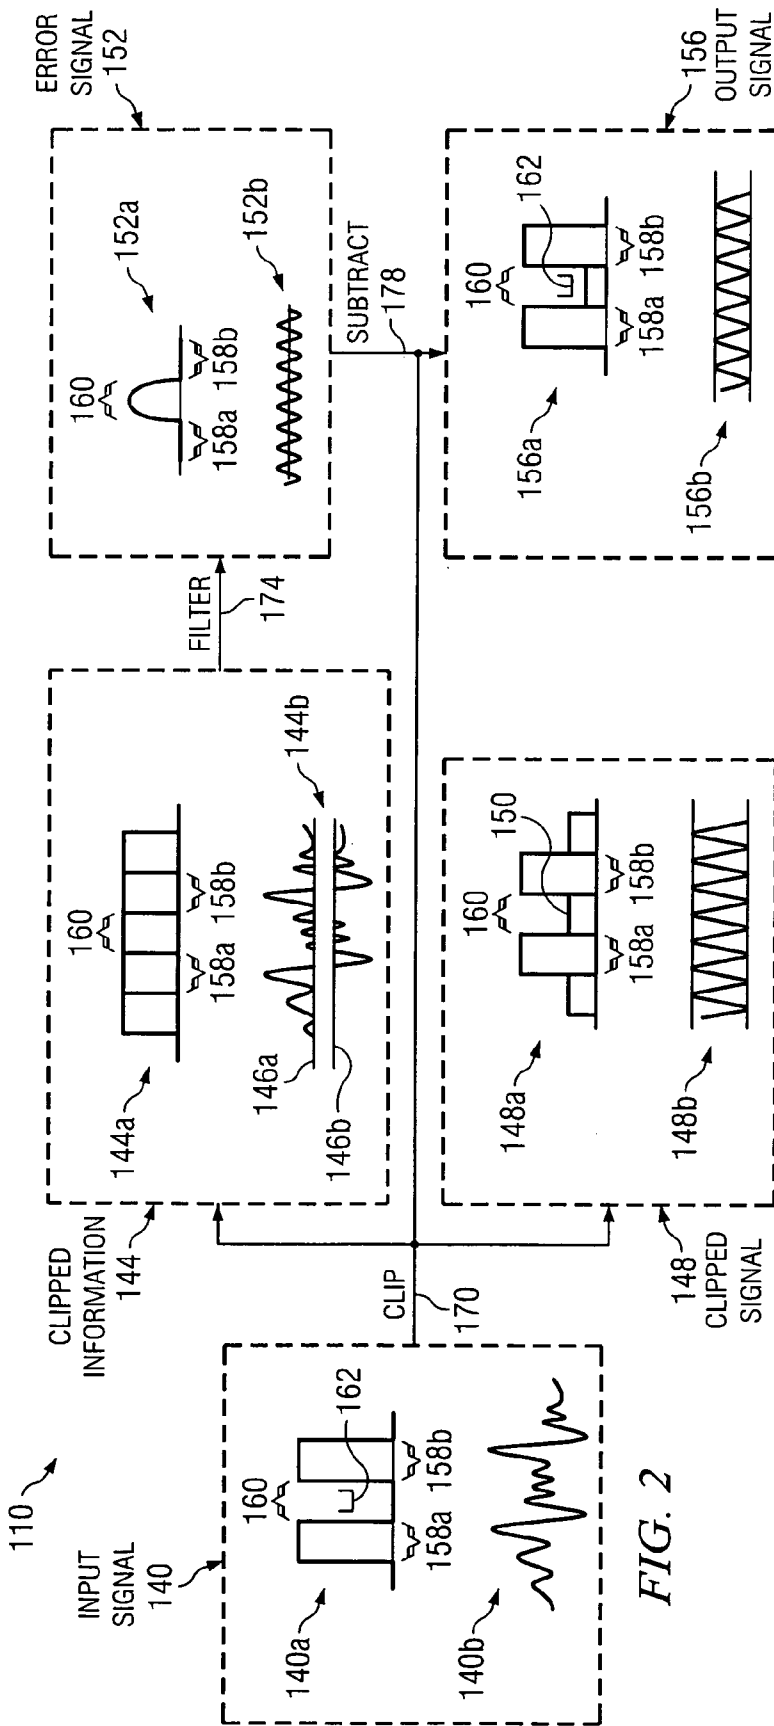 110
INPUT
SIGNAL
140
140a
160
162
158a
158b
140b
CLIP
170
CLIPPED
INFORMATION
144
144a
160
158a
158b
146a
146b
144b
FILTER
174
ERROR
SIGNAL
152
152a
160
158a
158b
152b
SUBTRACT
178
148
CLIPPED
SIGNAL
148a
160
150
158a
158b
148b
156
OUTPUT
SIGNAL
156a
160
162
158a
158b
156b
FIG. 2